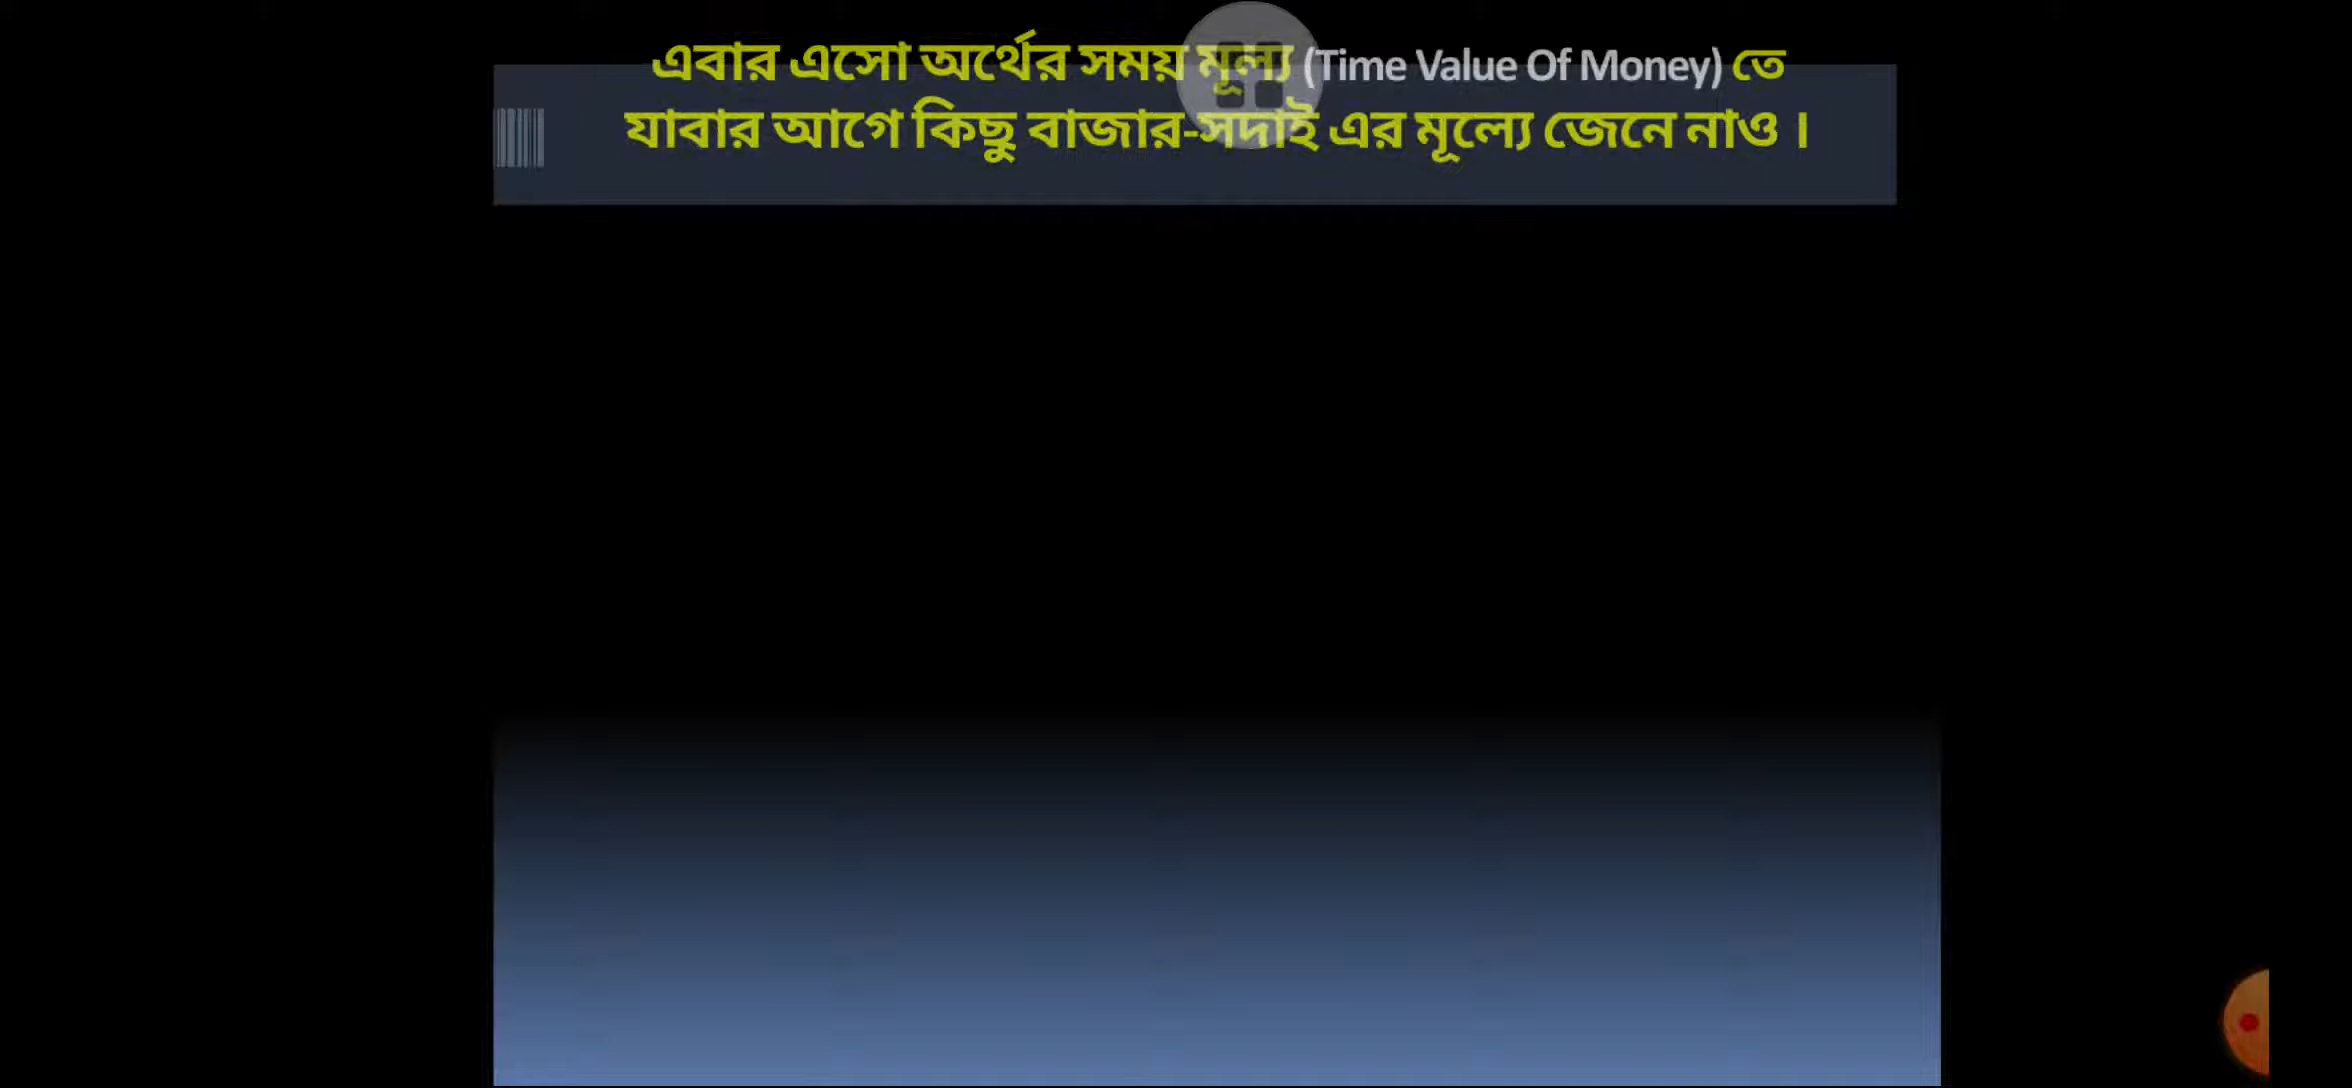 এবার এসো অর্থের সময় মূল্য (Time Value Of Money) তে
যাবার আগে কিছু বাজার-সদাই এর মূল্যে জেনে নাও ।